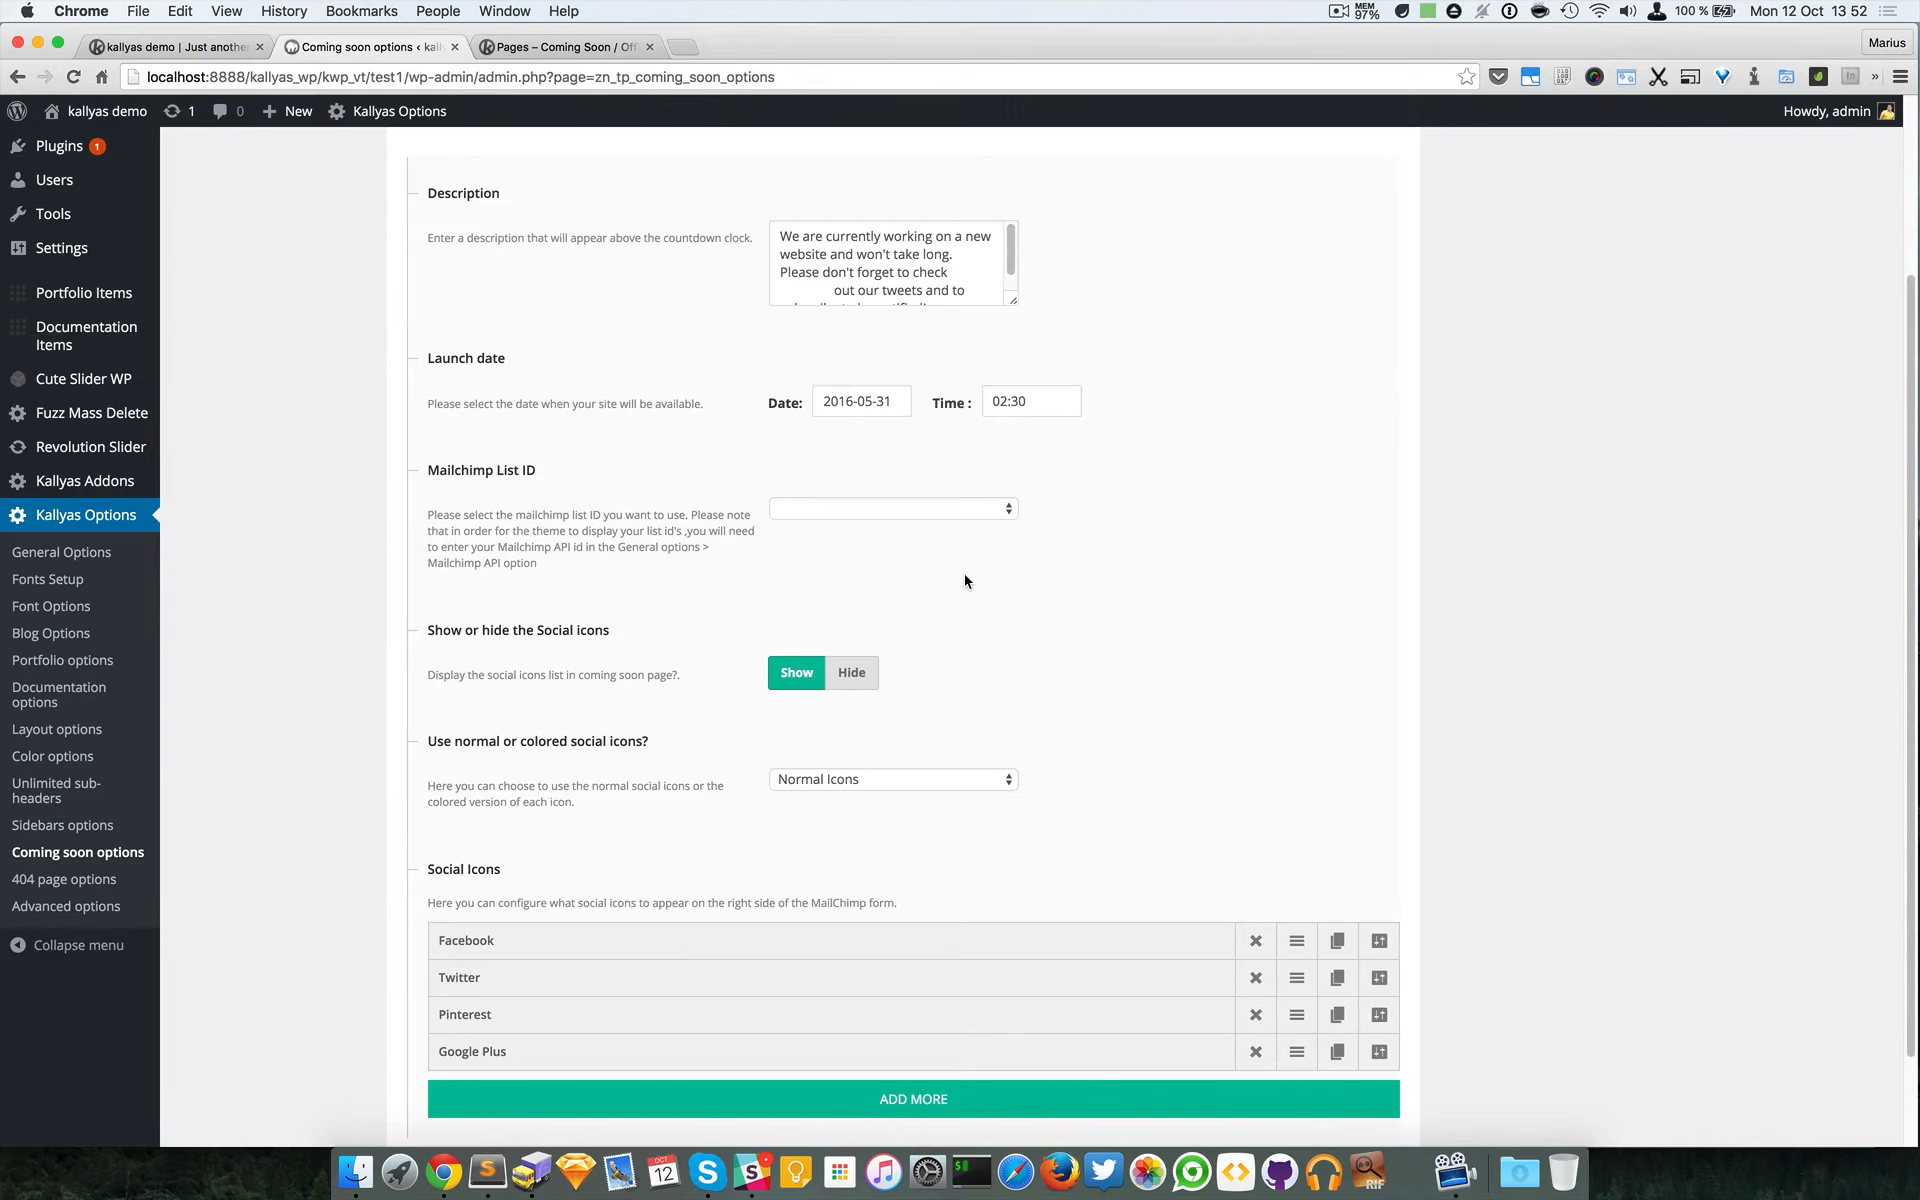 Chrome File Edit View History Bookmarks People Window Help
MEM 97% 100 % Mon 12 Oct 13 52
kallyas demo | Just anothe
Coming soon options ‹ kall
Pages – Coming Soon / Off
Marius
localhost:8888/kallyas_wp/kwp_vt/test1/wp-admin/admin.php?page=zn_tp_coming_soon_options
kallyas demo 1 0 New Kallyas Options
Howdy, admin
Plugins 1
Users
Tools
Settings
Portfolio Items
Documentation
Items
Cute Slider WP
Fuzz Mass Delete
Revolution Slider
Kallyas Addons
Kallyas Options
General Options
Fonts Setup
Font Options
Blog Options
Portfolio options
Documentation
options
Layout options
Color options
Unlimited sub-
headers
Sidebars options
Coming soon options
404 page options
Advanced options
Collapse menu
Description
Enter a description that will appear above the countdown clock.
We are currently working on a new
website and won't take long.
Please don't forget to check
out our tweets and to
Launch date
Please select the date when your site will be available.
Date: 2016-05-31 Time : 02:30
Mailchimp List ID
Please select the mailchimp list ID you want to use. Please note
that in order for the theme to display your list id's ,you will need
to enter your Mailchimp API id in the General options >
Mailchimp API option
Show or hide the Social icons
Display the social icons list in coming soon page?.
Show Hide
Use normal or colored social icons?
Here you can choose to use the normal social icons or the
colored version of each icon.
Normal Icons
Social Icons
Here you can configure what social icons to appear on the right side of the MailChimp form.
Facebook
Twitter
Pinterest
Google Plus
ADD MORE
OCT
12
RIF